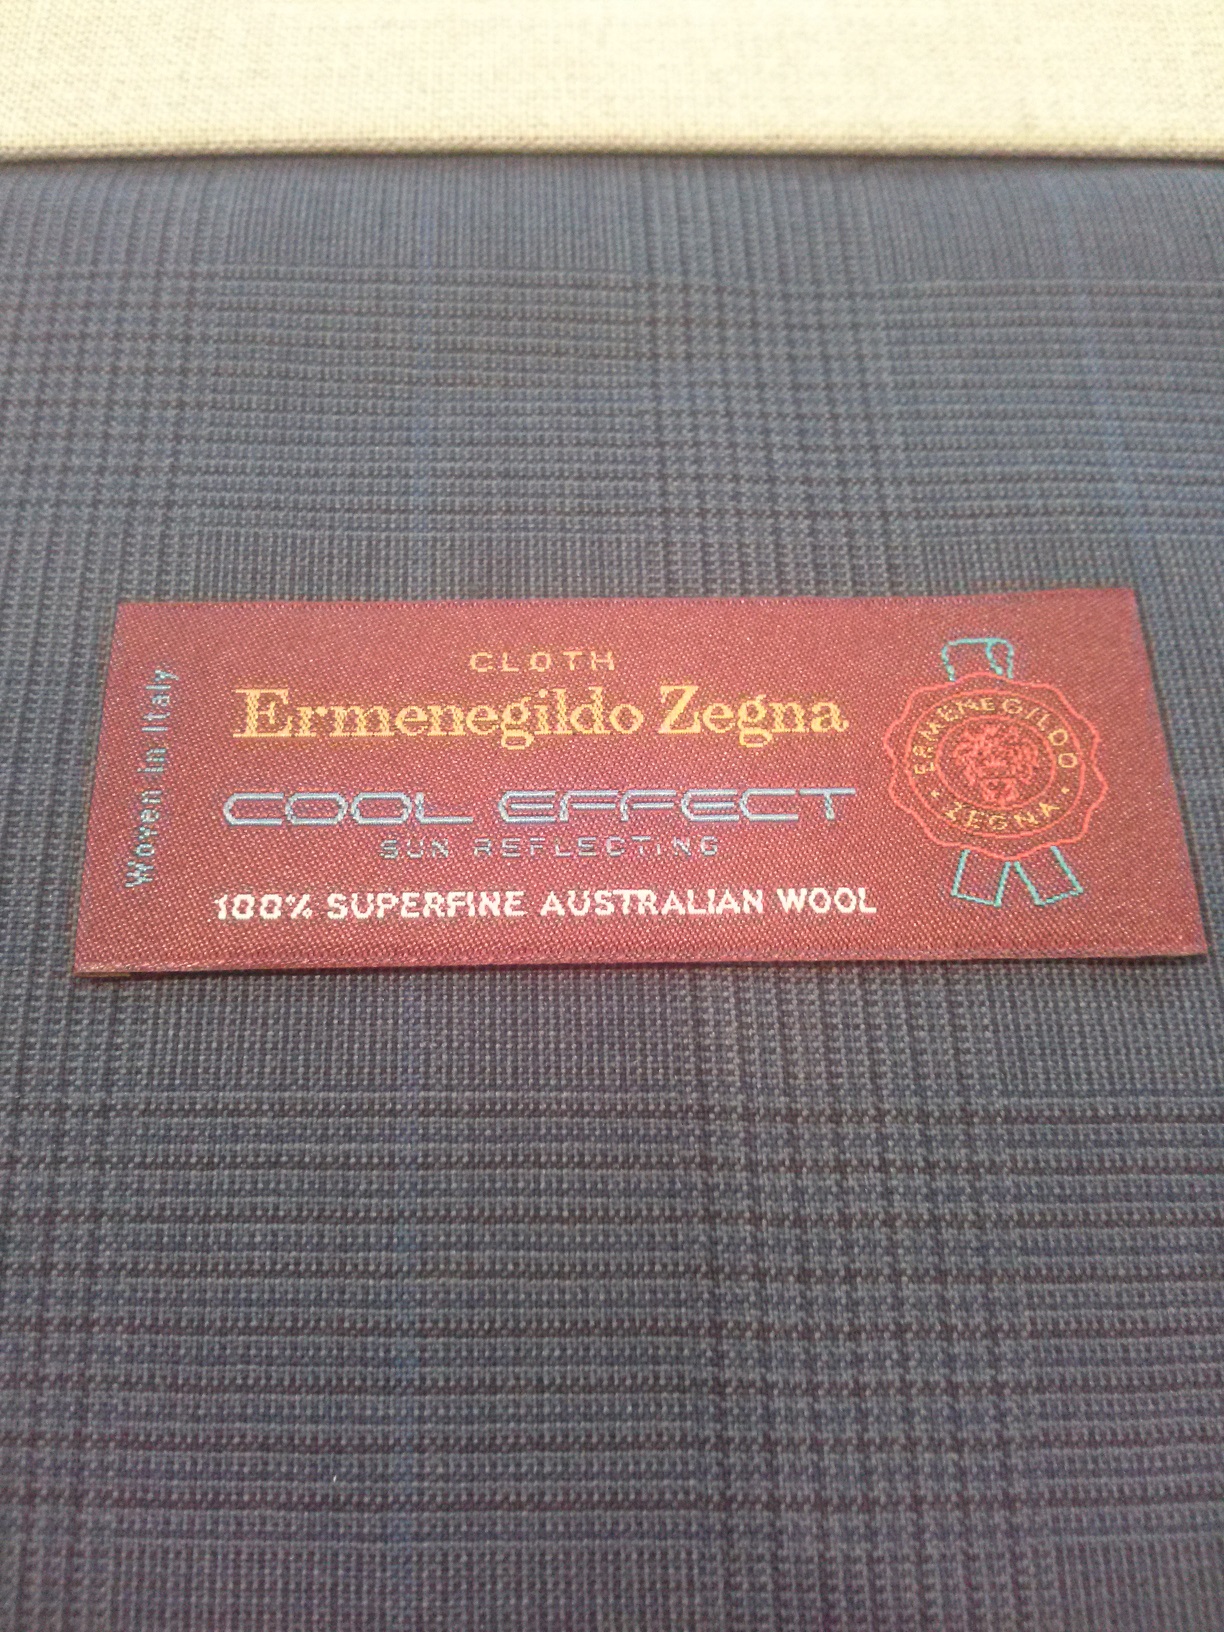 Woven in Italy
CLOTH
Ermenegildo Zegna
COOL EFFECT
SUN REFLECTING
100% SUPERFINE AUSTRALIAN WOOL
ERMENEGILDO
• ZEGNA •